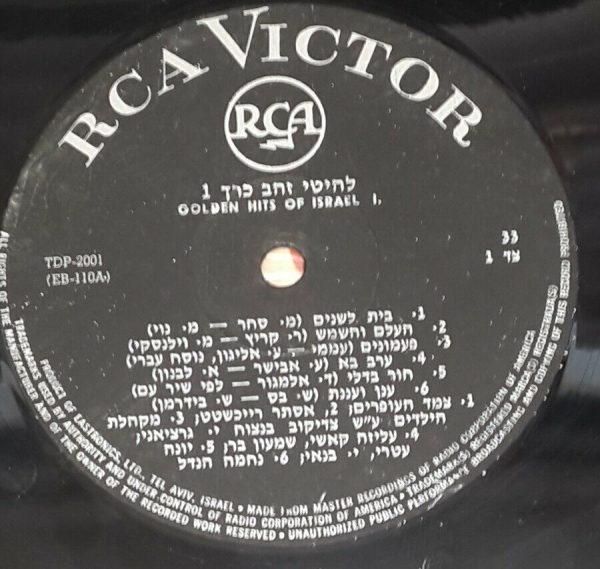 RCA VICTOR
RCA
להיטי זהב כרך 1
GOLDEN HITS OF ISRAEL I.
33
צד 1
TDP-2001
(EB-110A)
1. בית לשנים (מ. סחר — מ. נוי)
2. העלם והשמש (ר. קריץ — מ. וילנסקי)
3. פעמונים (עממי — ע. אליגון, נוסח עברי)
4. ערב בא (ע. אבישר — א. לבנון)
5. חור בדלי (ד. אלמגור — לפי שיר עם)
6. ענן ועננת (ש. בס — ש. בידרמן)
1. צמד העופרים; 2. אסתר רייכשטט; 3. מקהלת
הילדים ע״ש צדיקוב בנצוח י. גרציאני;
4. עליזה קאשי, שמעון בר; 5. יונה
עטרי, י. בנאי; 6. נחמה הנדל
ALL RIGHTS OF THE MANUFACTURER AND OF THE OWNER OF THE RECORDED WORK RESERVED • UNAUTHORIZED PUBLIC PERFORMANCE BROADCASTING AND COPYING OF THIS RECORD PROHIBITED
TRADEMARKS USED BY AUTHORITY AND UNDER CONTROL OF RADIO CORPORATION OF AMERICA • TRADEMARK(S) REGISTERED MARCA(S) REGISTRADA(S)
PRODUCT OF EASTRONICS, LTD. TEL AVIV, ISRAEL • MADE FROM MASTER RECORDINGS OF RADIO CORPORATION OF AMERICA